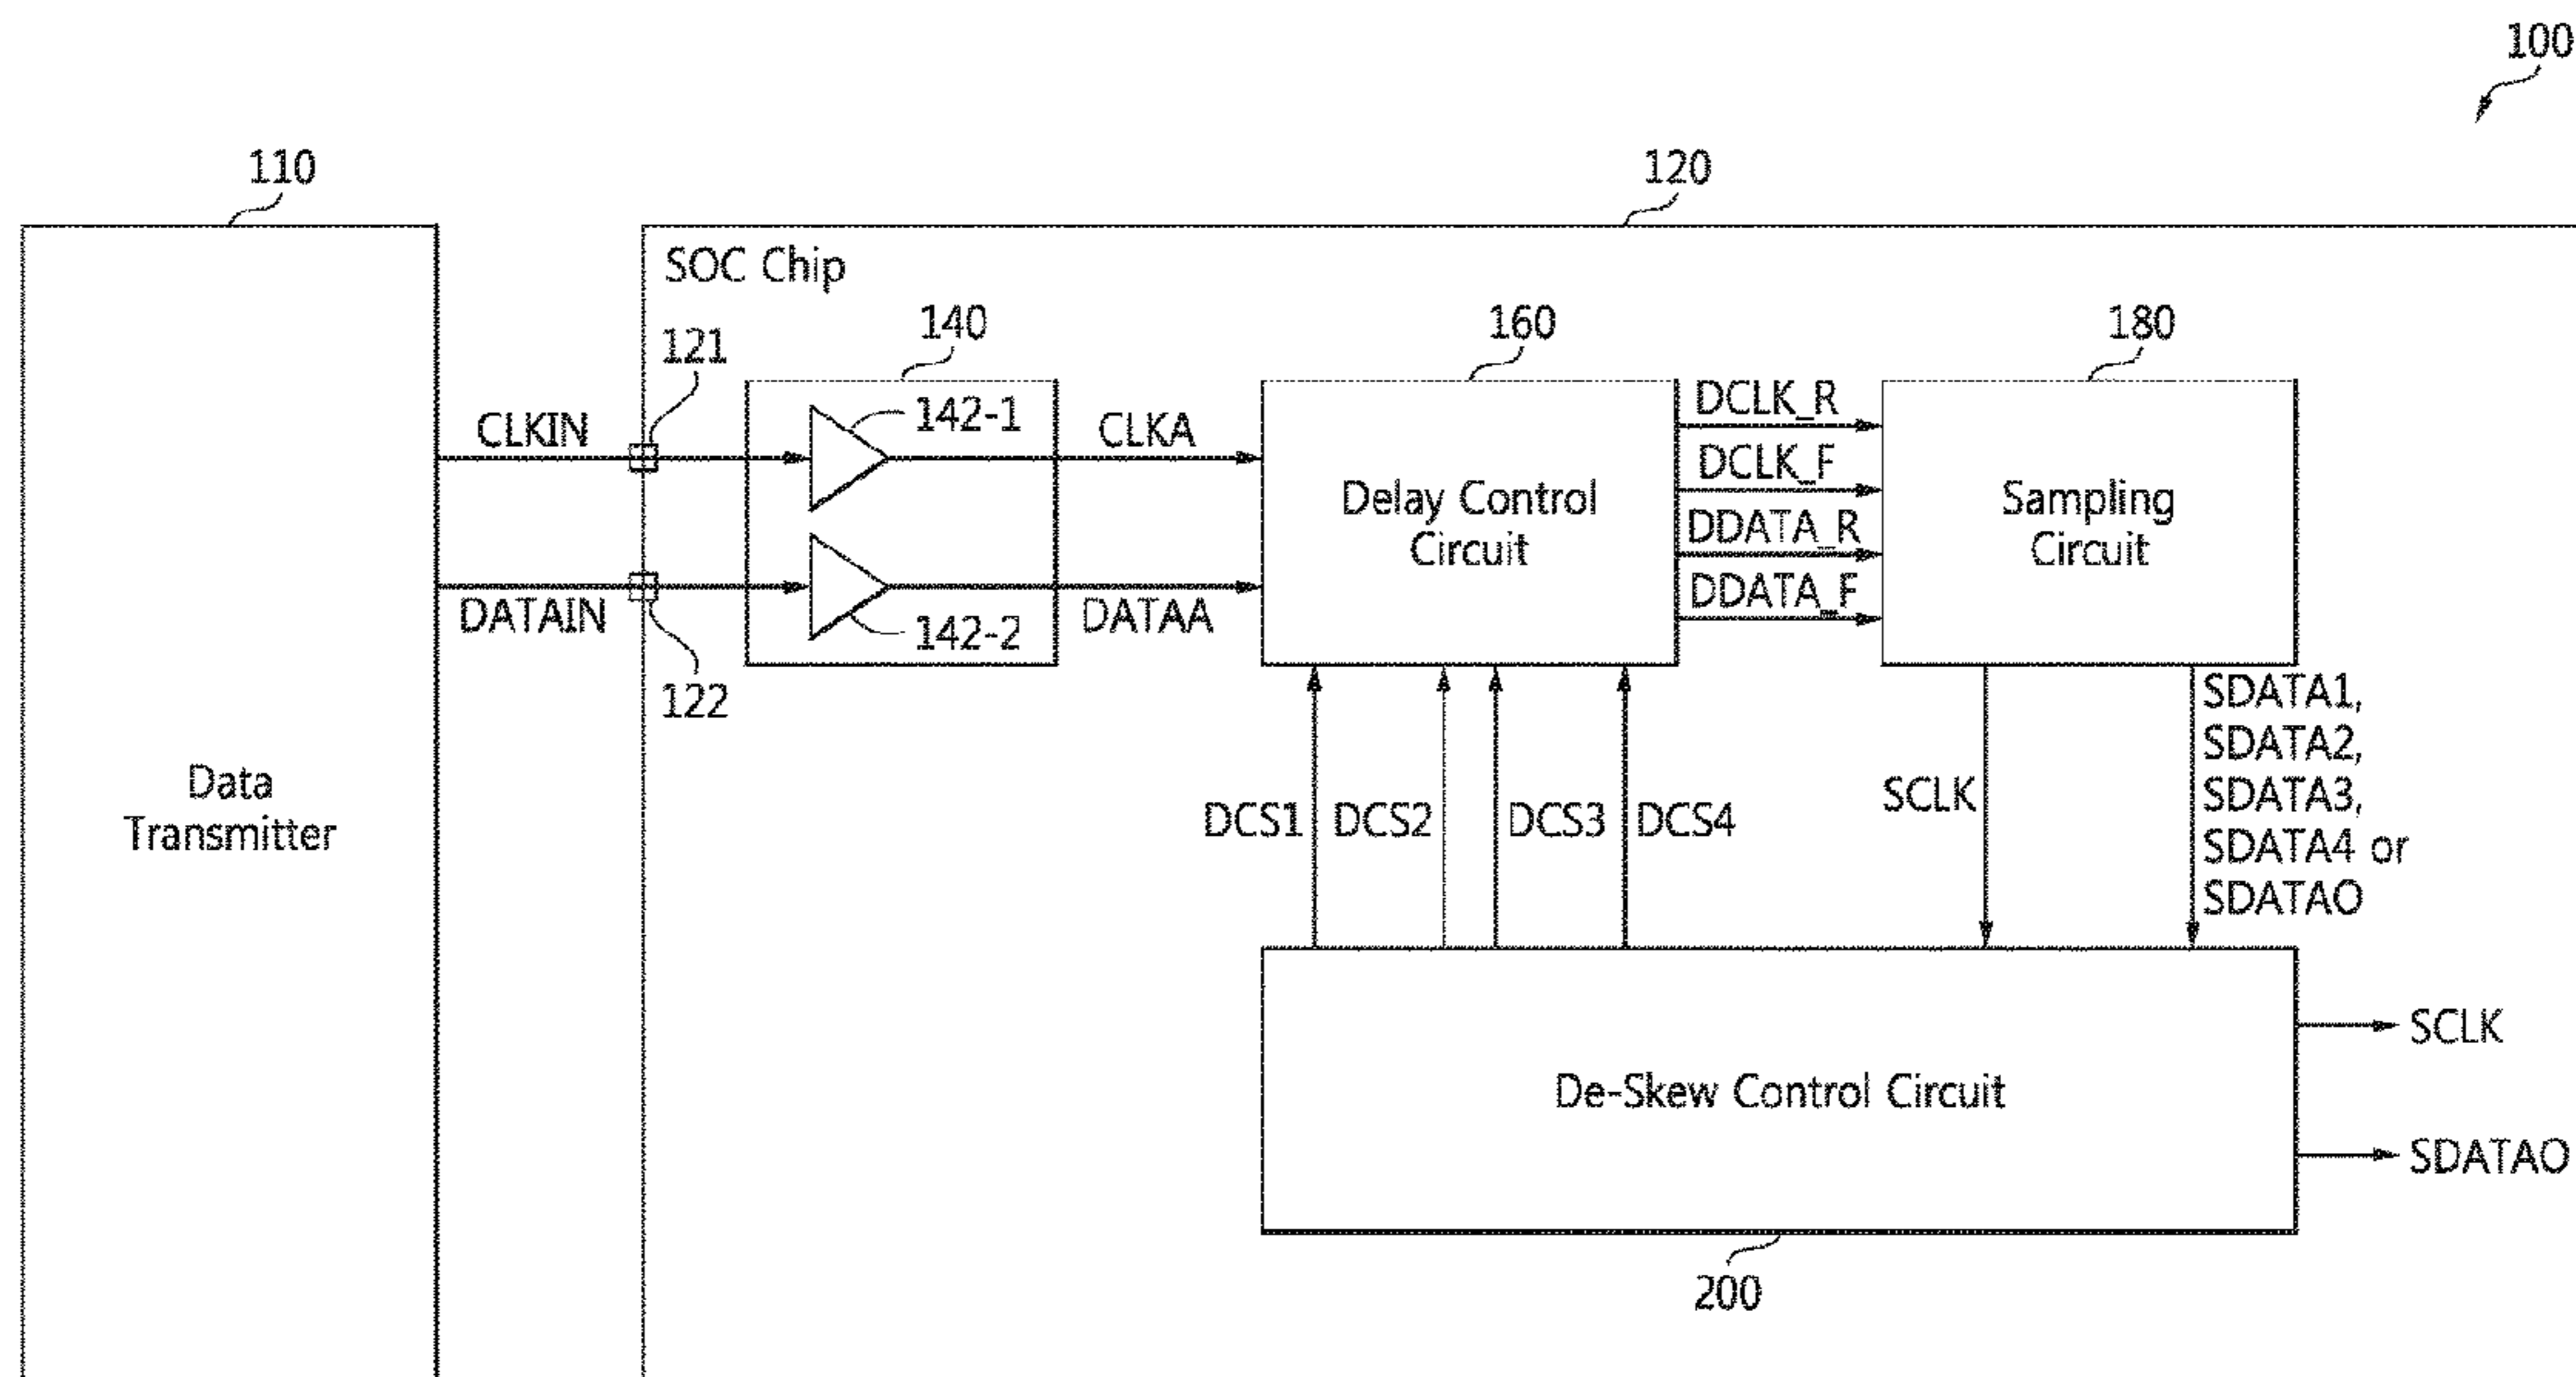 100
110
120
SOC Chip
121
140
160
180
142-1
CLKIN
CLKA
DCLK_R
DCLK_F
Delay Control
Circuit
Sampling
Circuit
DDATA_R
DDATA_F
DATAIN
142-2
DATAA
122
Data
Transmitter
DCS1
DCS2
DCS3
DCS4
SCLK
SDATA1,
SDATA2,
SDATA3,
SDATA4 or
SDATAO
De-Skew Control Circuit
SCLK
SDATAO
200